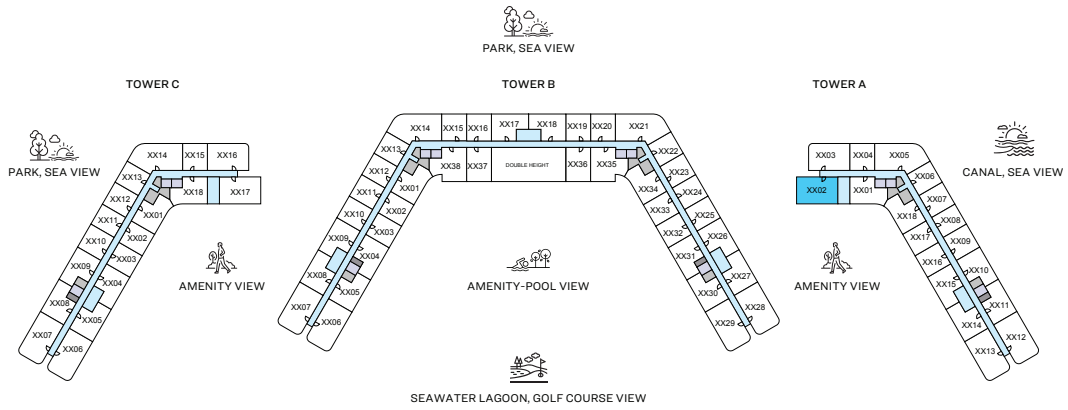 PARK, SEA VIEW
TOWER C
TOWER B
TOWER A
PARK, SEA VIEW
CANAL, SEA VIEW
XX14
XX15
XX16
XX13
XX18
XX17
XX12
XX01
XX11
XX02
XX10
XX03
XX09
XX04
XX08
XX05
XX07
XX06
AMENITY VIEW
XX14
XX15
XX16
XX17
XX18
XX19
XX20
XX21
XX13
XX38
XX37
DOUBLE HEIGHT
XX36
XX35
XX22
XX12
XX01
XX34
XX23
XX11
XX02
XX33
XX24
XX10
XX03
XX32
XX25
XX09
XX04
XX31
XX26
XX08
XX05
XX30
XX27
XX07
XX06
XX29
XX28
AMENITY-POOL VIEW
XX03
XX04
XX05
XX02
XX01
XX06
XX18
XX07
XX17
XX08
XX16
XX09
XX15
XX10
XX14
XX11
XX13
XX12
AMENITY VIEW
SEAWATER LAGOON, GOLF COURSE VIEW